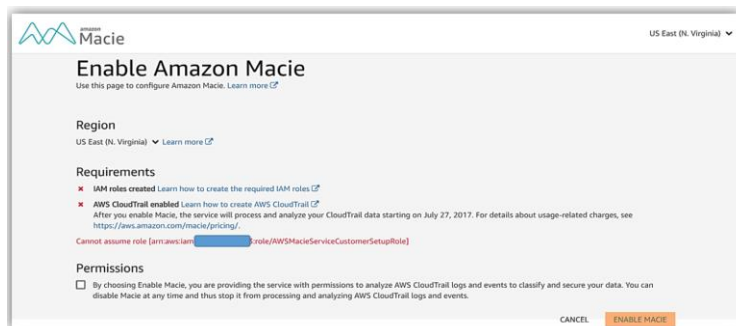 amazon
Macie
US East (N. Virginia)
Enable Amazon Macie
Use this page to configure Amazon Macie. Learn more
Region
US East (N. Virginia) Learn more
Requirements
IAM roles created Learn how to create the required IAM roles
AWS CloudTrail enabled Learn how to create AWS CloudTrail
After you enable Macie, the service will process and analyze your CloudTrail data starting on July 27, 2017. For details about usage-related charges, see
https://aws.amazon.com/macie/pricing/.
Cannot assume role [arn:aws:iam :role/AWSMacieServiceCustomerSetupRole]
Permissions
By choosing Enable Macie, you are providing the service with permissions to analyze AWS CloudTrail logs and events to classify and secure your data. You can
disable Macie at any time and thus stop it from processing and analyzing AWS CloudTrail logs and events.
CANCEL ENABLE MACIE